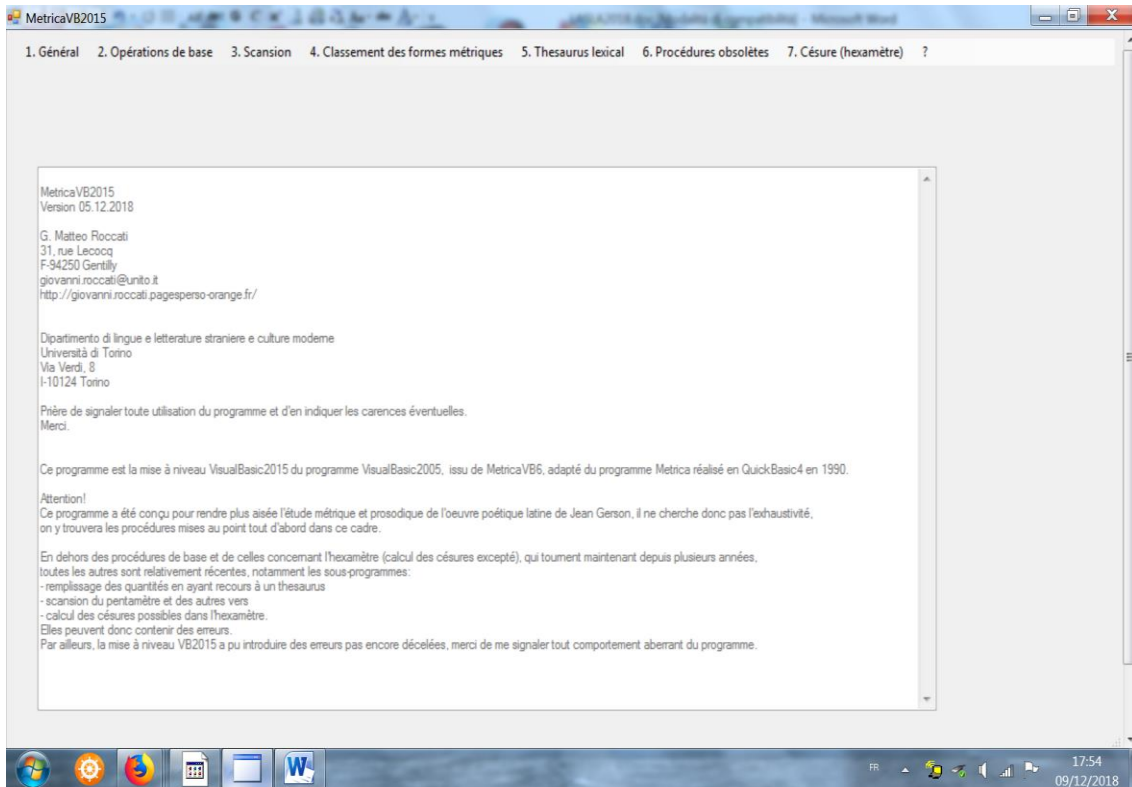 MetricaVB2015
1. Général 2. Opérations de base 3. Scansion 4. Classement des formes métriques 5. Thesaurus lexical 6. Procédures obsolètes 7. Césure (hexamètre) ?
MetricaVB2015
Version 05.12.2018
G. Matteo Roccati
31, rue Lecocq
F-94250 Gentilly
giovanni.roccati@unito.it
http://giovanni.roccati.pagesperso-orange.fr/
Dipartimento di lingue e letterature straniere e culture moderne
Università di Torino
Via Verdi, 8
I-10124 Torino
Prière de signaler toute utilisation du programme et d'en indiquer les carences éventuelles.
Merci.
Ce programme est la mise à niveau VisualBasic2015 du programme VisualBasic2005, issu de MetricaVB6, adapté du programme Metrica réalisé en QuickBasic4 en 1990.
Attention!
Ce programme a été conçu pour rendre plus aisée l'étude métrique et prosodique de l'oeuvre poétique latine de Jean Gerson, il ne cherche donc pas l'exhaustivité,
on y trouvera les procédures mises au point tout d'abord dans ce cadre.
En dehors des procédures de base et de celles concernant l'hexamètre (calcul des césures excepté), qui tournent maintenant depuis plusieurs années,
toutes les autres sont relativement récentes, notamment les sous-programmes:
- remplissage des quantités en ayant recours à un thesaurus
- scansion du pentamètre et des autres vers
- calcul des césures possibles dans l'hexamètre.
Elles peuvent donc contenir des erreurs.
Par ailleurs, la mise à niveau VB2015 a pu introduire des erreurs pas encore décelées, merci de me signaler tout comportement aberrant du programme.
FR
17:54
09/12/2018